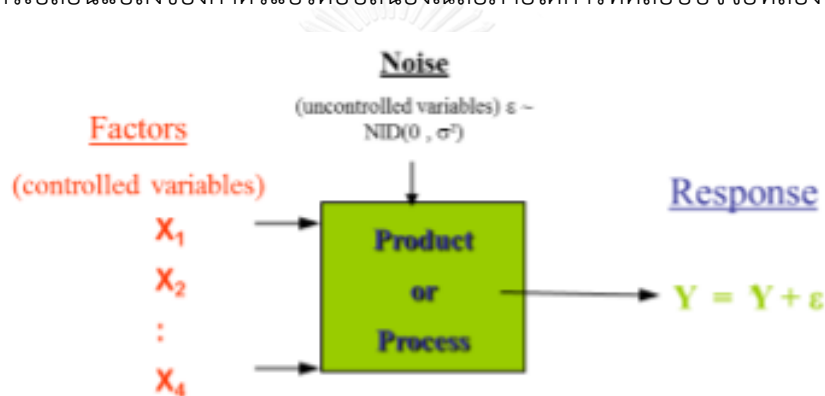 Noise
(uncontrolled variables) ε ~
NID(0 , σ²)
Factors
(controlled variables)
X₁
X₂
:
X₄
Product
or
Process
Response
Y = Y + ε